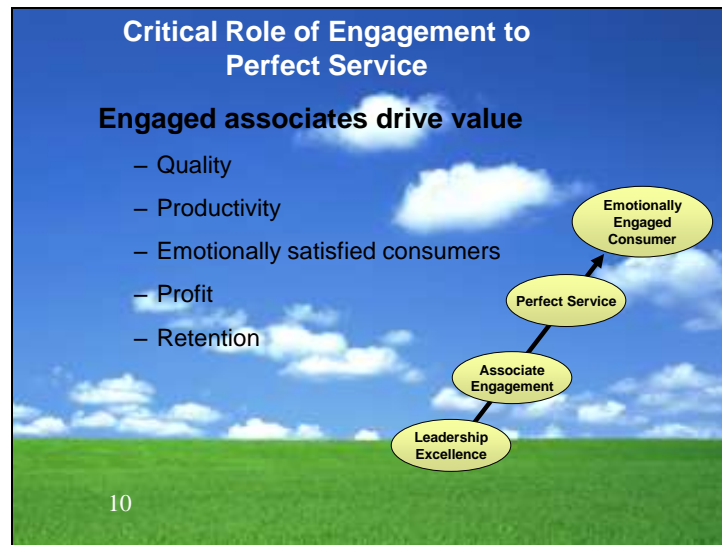 Critical Role of Engagement to
Perfect Service
Engaged associates drive value
– Quality
– Productivity
– Emotionally satisfied consumers
– Profit
– Retention
Emotionally
Engaged
Consumer
Perfect Service
Associate
Engagement
Leadership
Excellence
10